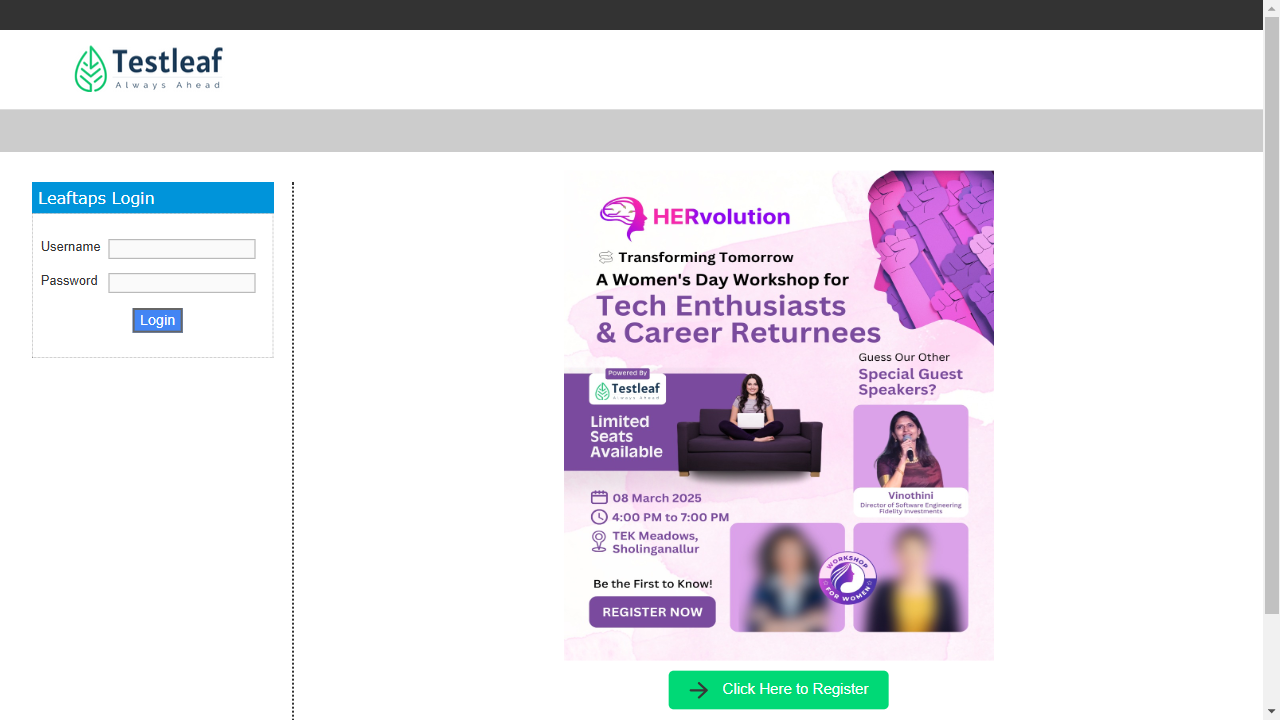 Testleaf
Always Ahead
Leaftaps Login
Username
Password
Login
HERvolution
Transforming Tomorrow
A Women's Day Workshop for
Tech Enthusiasts
& Career Returnees
Guess Our Other
Special Guest
Speakers?
Powered By
Testleaf
Always Ahead
Limited
Seats
Available
Vinothini
Director of Software Engineering
Fidelity Investments
08 March 2025
4:00 PM to 7:00 PM
TEK Meadows,
Sholinganallur
WORKSHOP
FOR WOMEN
Be the First to Know!
REGISTER NOW
Click Here to Register